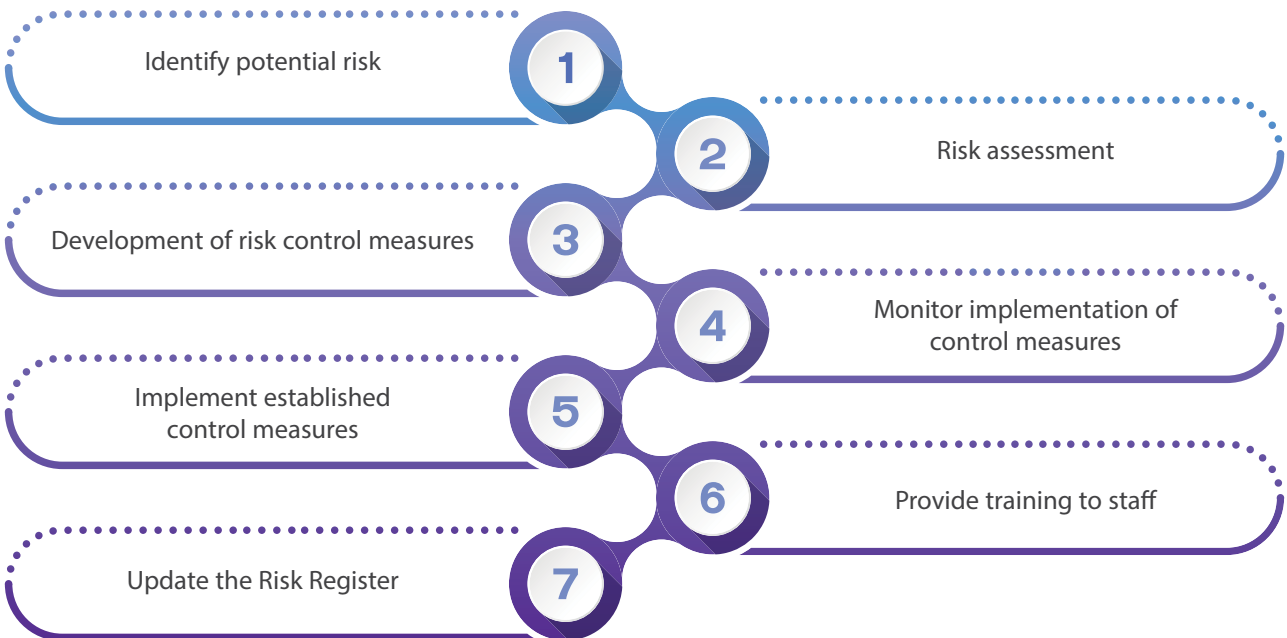 1
Identify potential risk
2
Risk assessment
3
Development of risk control measures
4
Monitor implementation of
control measures
5
Implement established
control measures
6
Provide training to staff
7
Update the Risk Register